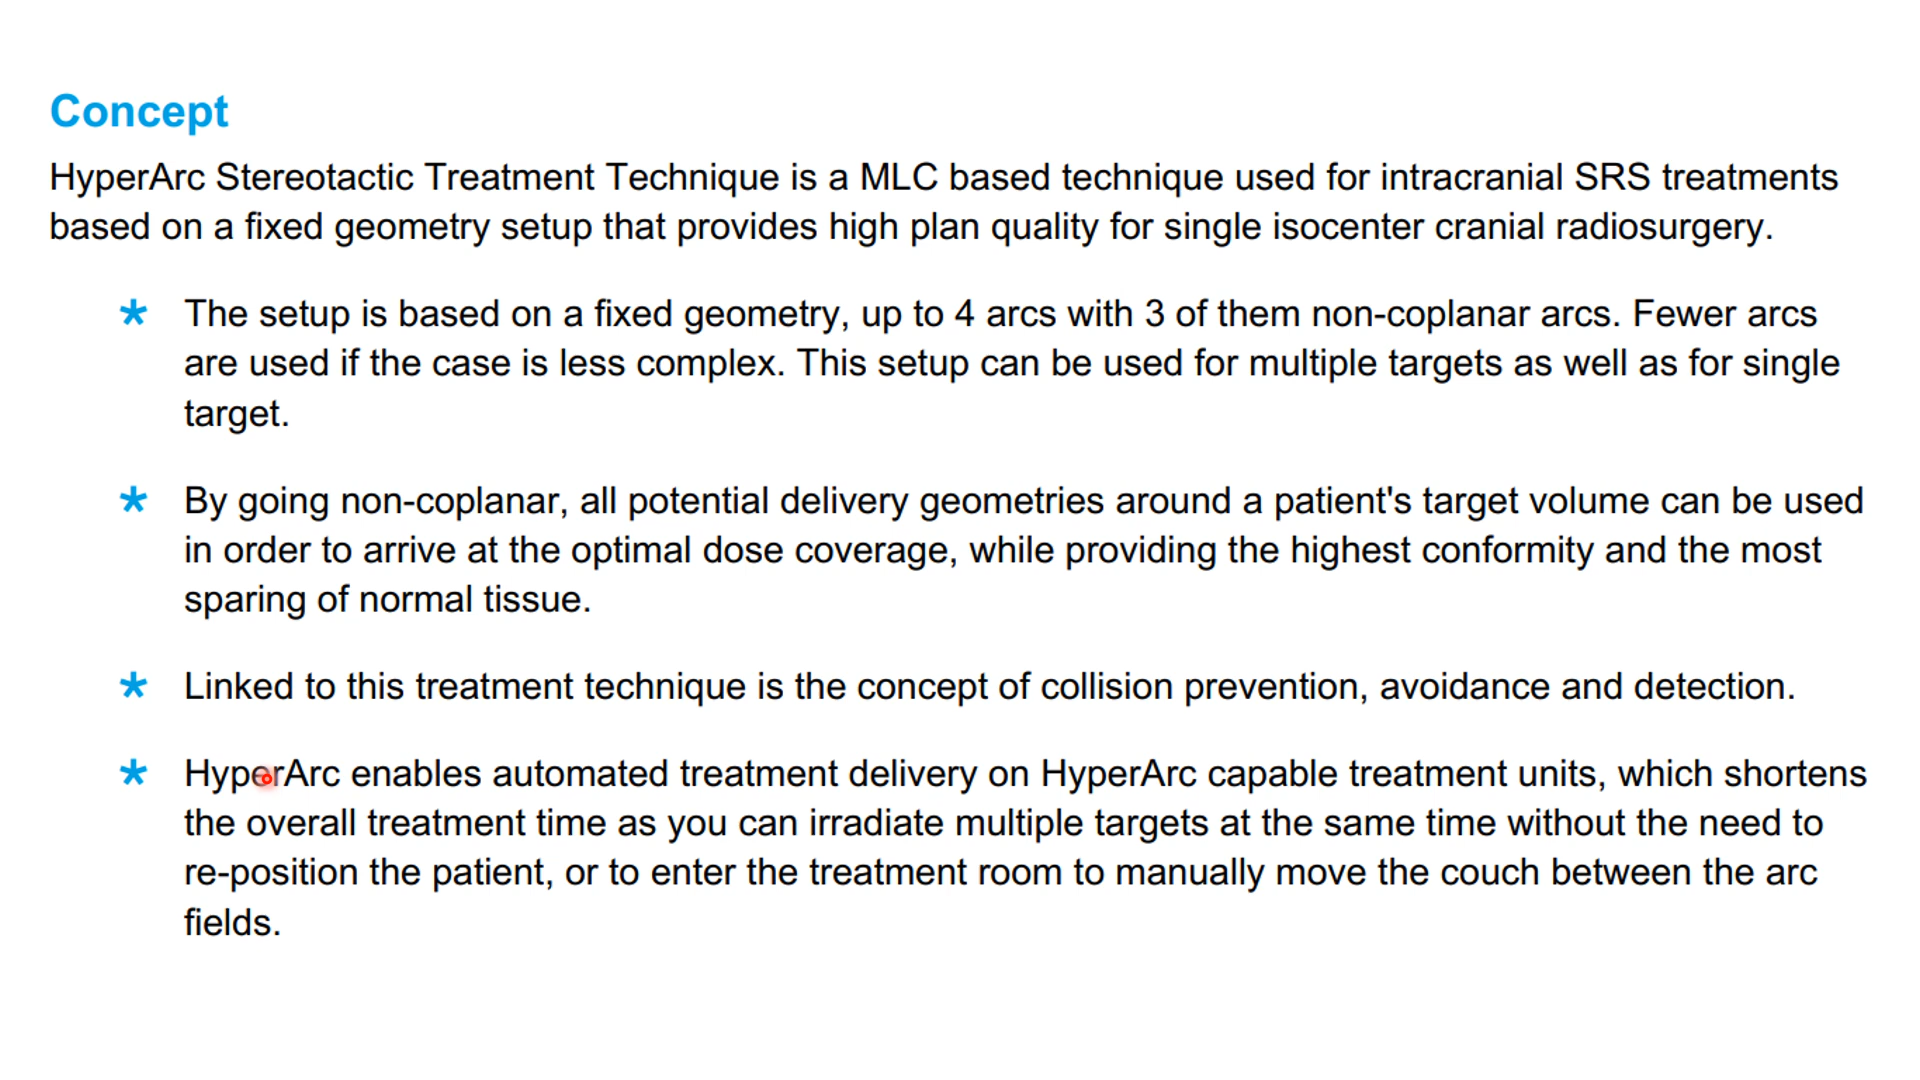 Concept
HyperArc Stereotactic Treatment Technique is a MLC based technique used for intracranial SRS treatments
based on a fixed geometry setup that provides high plan quality for single isocenter cranial radiosurgery.
* The setup is based on a fixed geometry, up to 4 arcs with 3 of them non-coplanar arcs. Fewer arcs
are used if the case is less complex. This setup can be used for multiple targets as well as for single
target.
* By going non-coplanar, all potential delivery geometries around a patient's target volume can be used
in order to arrive at the optimal dose coverage, while providing the highest conformity and the most
sparing of normal tissue.
* Linked to this treatment technique is the concept of collision prevention, avoidance and detection.
* HyperArc enables automated treatment delivery on HyperArc capable treatment units, which shortens
the overall treatment time as you can irradiate multiple targets at the same time without the need to
re-position the patient, or to enter the treatment room to manually move the couch between the arc
fields.